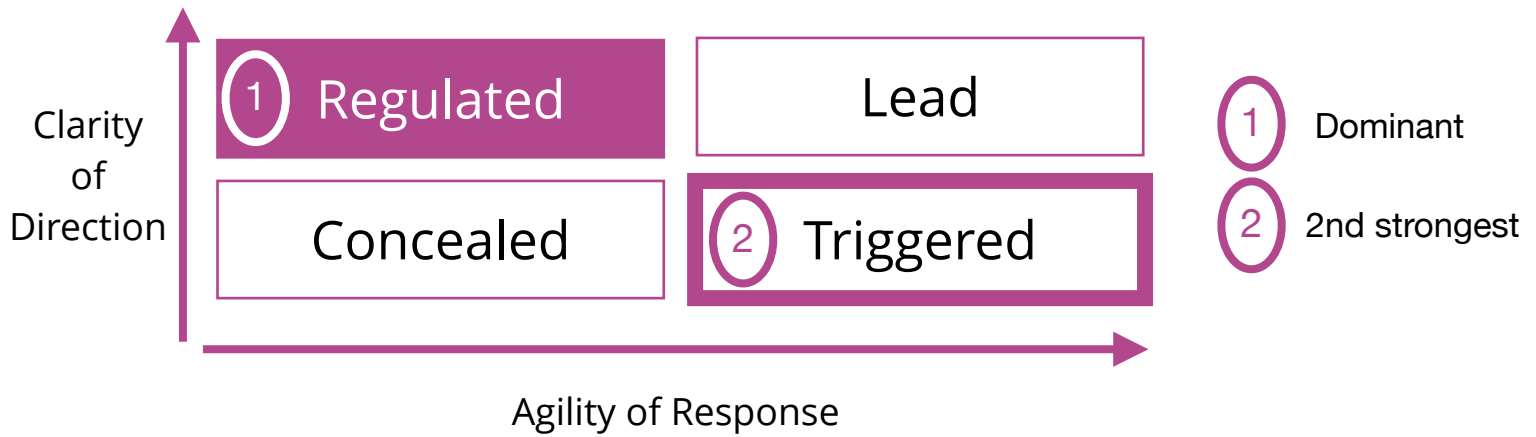 Clarity
of
Direction
1 Regulated
Lead
Concealed
2 Triggered
Agility of Response
1 Dominant
2 2nd strongest